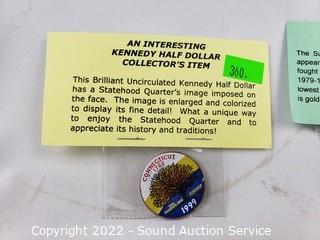 AN INTERESTING
KENNEDY HALF DOLLAR
COLLECTOR'S ITEM
360.
This Brilliant Uncirculated Kennedy Half Dollar
has a Statehood Quarter's image imposed on
the face. The image is enlarged and colorized
to display its fine detail! What a unique way
to enjoy the Statehood Quarter and to
appreciate its history and traditions!
The Su
appear
fought
1979-1
lowest
is gold-
CONNECTICUT
1788
1999
Copyright 2022 - Sound Auction Service